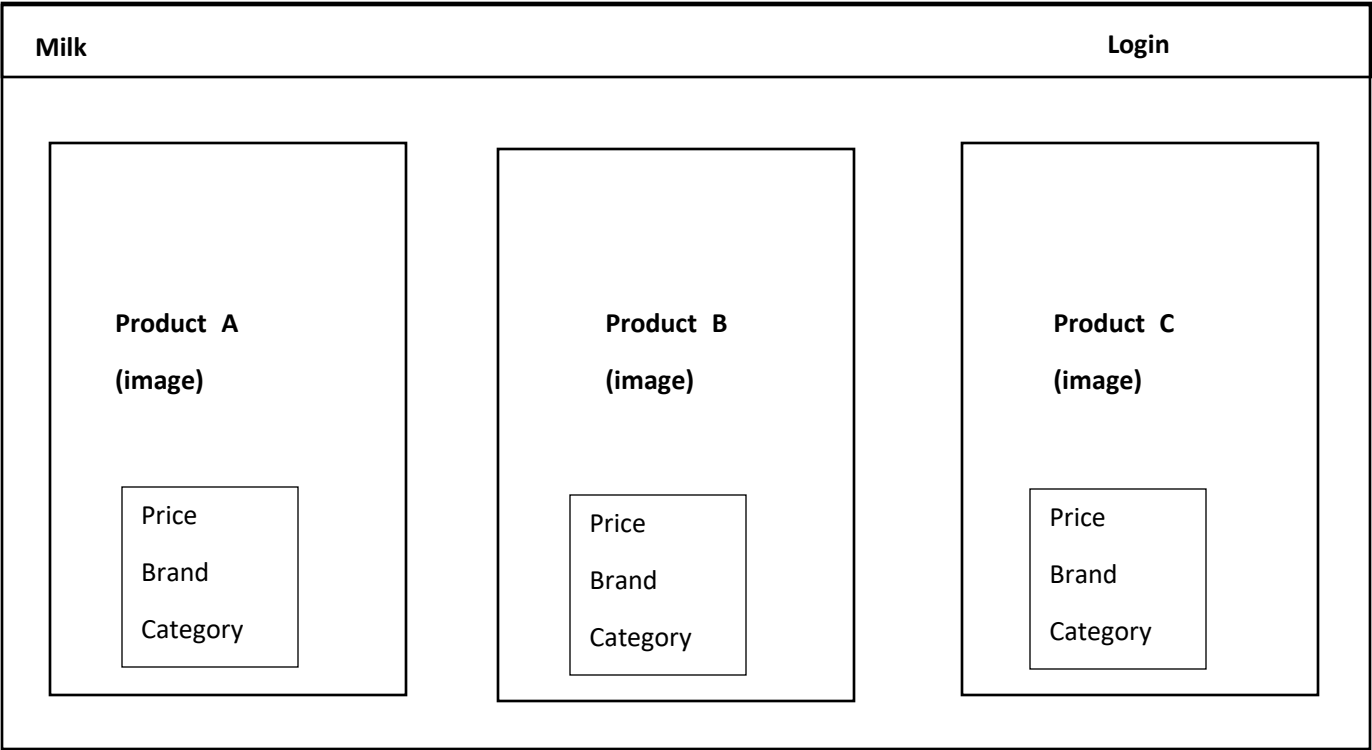 Milk
Login
Product A
(image)
Price
Brand
Category
Product B
(image)
Price
Brand
Category
Product C
(image)
Price
Brand
Category